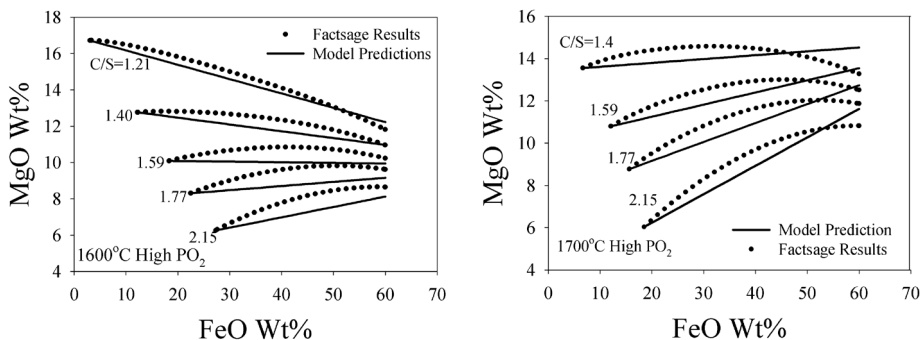 18
16
14
12
10
8
6
4
MgO Wt%
0 10 20 30 40 50 60 70
FeO Wt%
Factsage Results
Model Predictions
C/S=1.21
1.40
1.59
1.77
2.15
1600°C High PO2
16
14
12
10
8
6
4
MgO Wt%
0 10 20 30 40 50 60 70
FeO Wt%
C/S=1.4
1.59
1.77
2.15
Model Prediction
Factsage Results
1700°C High PO2